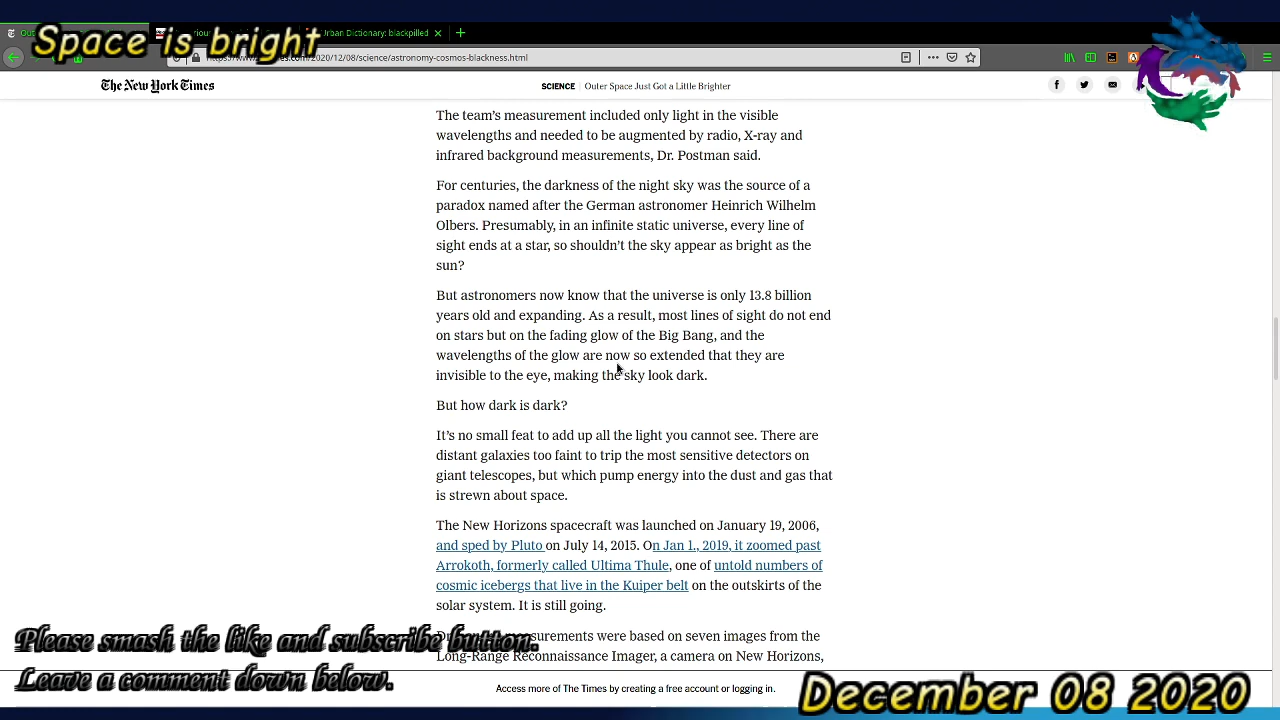 Space is bright
Urban Dictionary: blackpilled
2020/12/08/science/astronomy-cosmos-blackness.html
The New York Times
SCIENCE | Outer Space Just Got a Little Brighter
The team's measurement included only light in the visible
wavelengths and needed to be augmented by radio, X-ray and
infrared background measurements, Dr. Postman said.
For centuries, the darkness of the night sky was the source of a
paradox named after the German astronomer Heinrich Wilhelm
Olbers. Presumably, in an infinite static universe, every line of
sight ends at a star, so shouldn't the sky appear as bright as the
sun?
But astronomers now know that the universe is only 13.8 billion
years old and expanding. As a result, most lines of sight do not end
on stars but on the fading glow of the Big Bang, and the
wavelengths of the glow are now so extended that they are
invisible to the eye, making the sky look dark.
But how dark is dark?
It's no small feat to add up all the light you cannot see. There are
distant galaxies too faint to trip the most sensitive detectors on
giant telescopes, but which pump energy into the dust and gas that
is strewn about space.
The New Horizons spacecraft was launched on January 19, 2006,
and sped by Pluto on July 14, 2015. On Jan 1., 2019, it zoomed past
Arrokoth, formerly called Ultima Thule, one of untold numbers of
cosmic icebergs that live in the Kuiper belt on the outskirts of the
solar system. It is still going.
measurements were based on seven images from the
Long-Range Reconnaissance Imager, a camera on New Horizons,
Please smash the like and subscribe button.
Leave a comment down below.
Access more of The Times by creating a free account or logging in.
December 08 2020